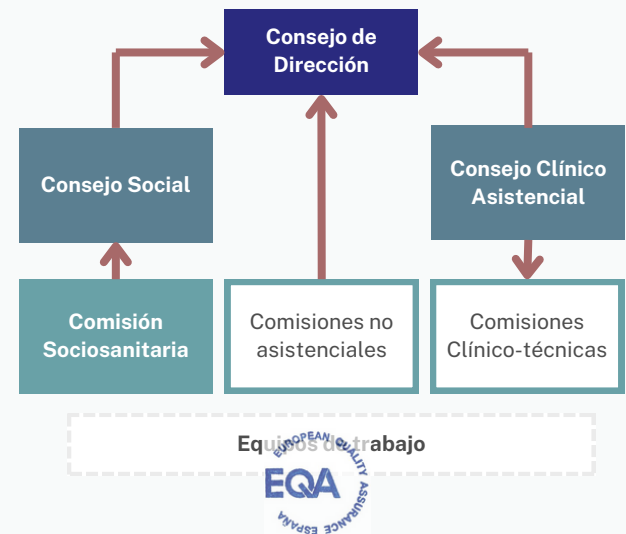 Consejo de
Dirección
Consejo Social
Consejo Clínico
Asistencial
Comisión
Sociosanitaria
Comisiones no
asistenciales
Comisiones
Clínico-técnicas
Equipos de trabajo
EUROPEAN QUALITY
EQA
ASSURANCE ESPAÑA